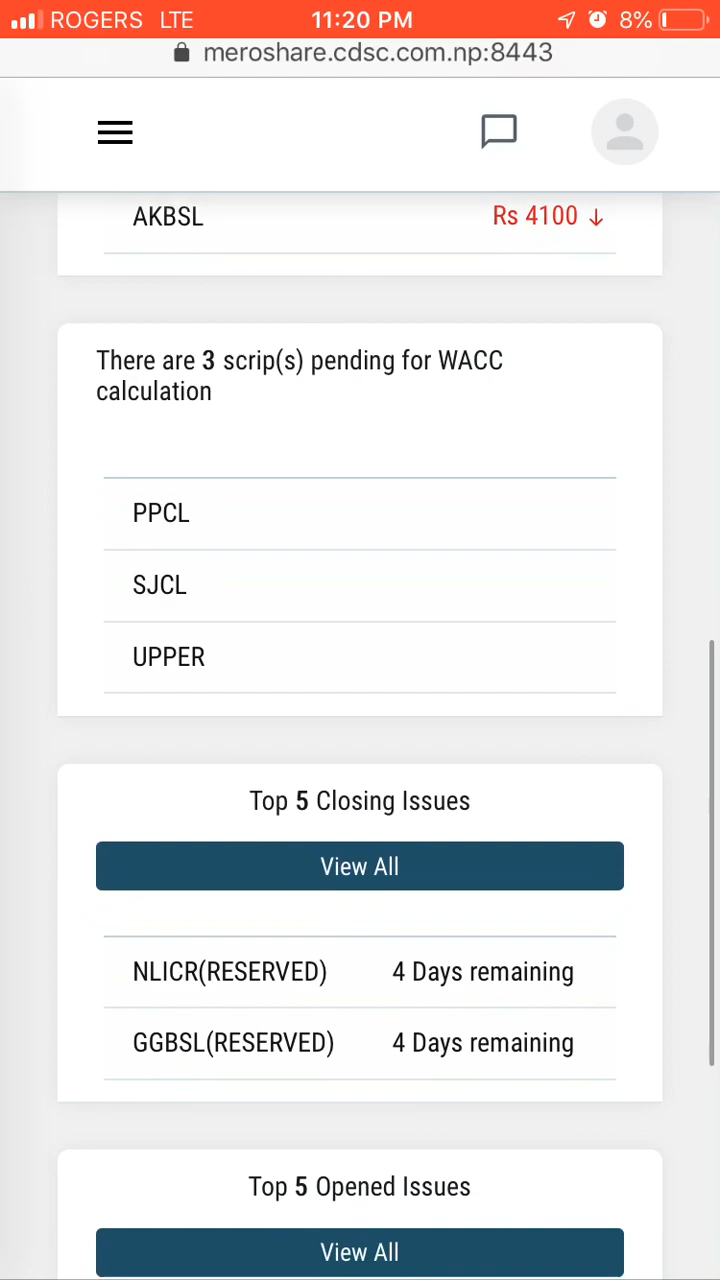 ROGERS LTE 11:20 PM 8%
meroshare.cdsc.com.np:8443
AKBSL Rs 4100 ↓
There are 3 scrip(s) pending for WACC
calculation
PPCL
SJCL
UPPER
Top 5 Closing Issues
View All
NLICR(RESERVED) 4 Days remaining
GGBSL(RESERVED) 4 Days remaining
Top 5 Opened Issues
View All